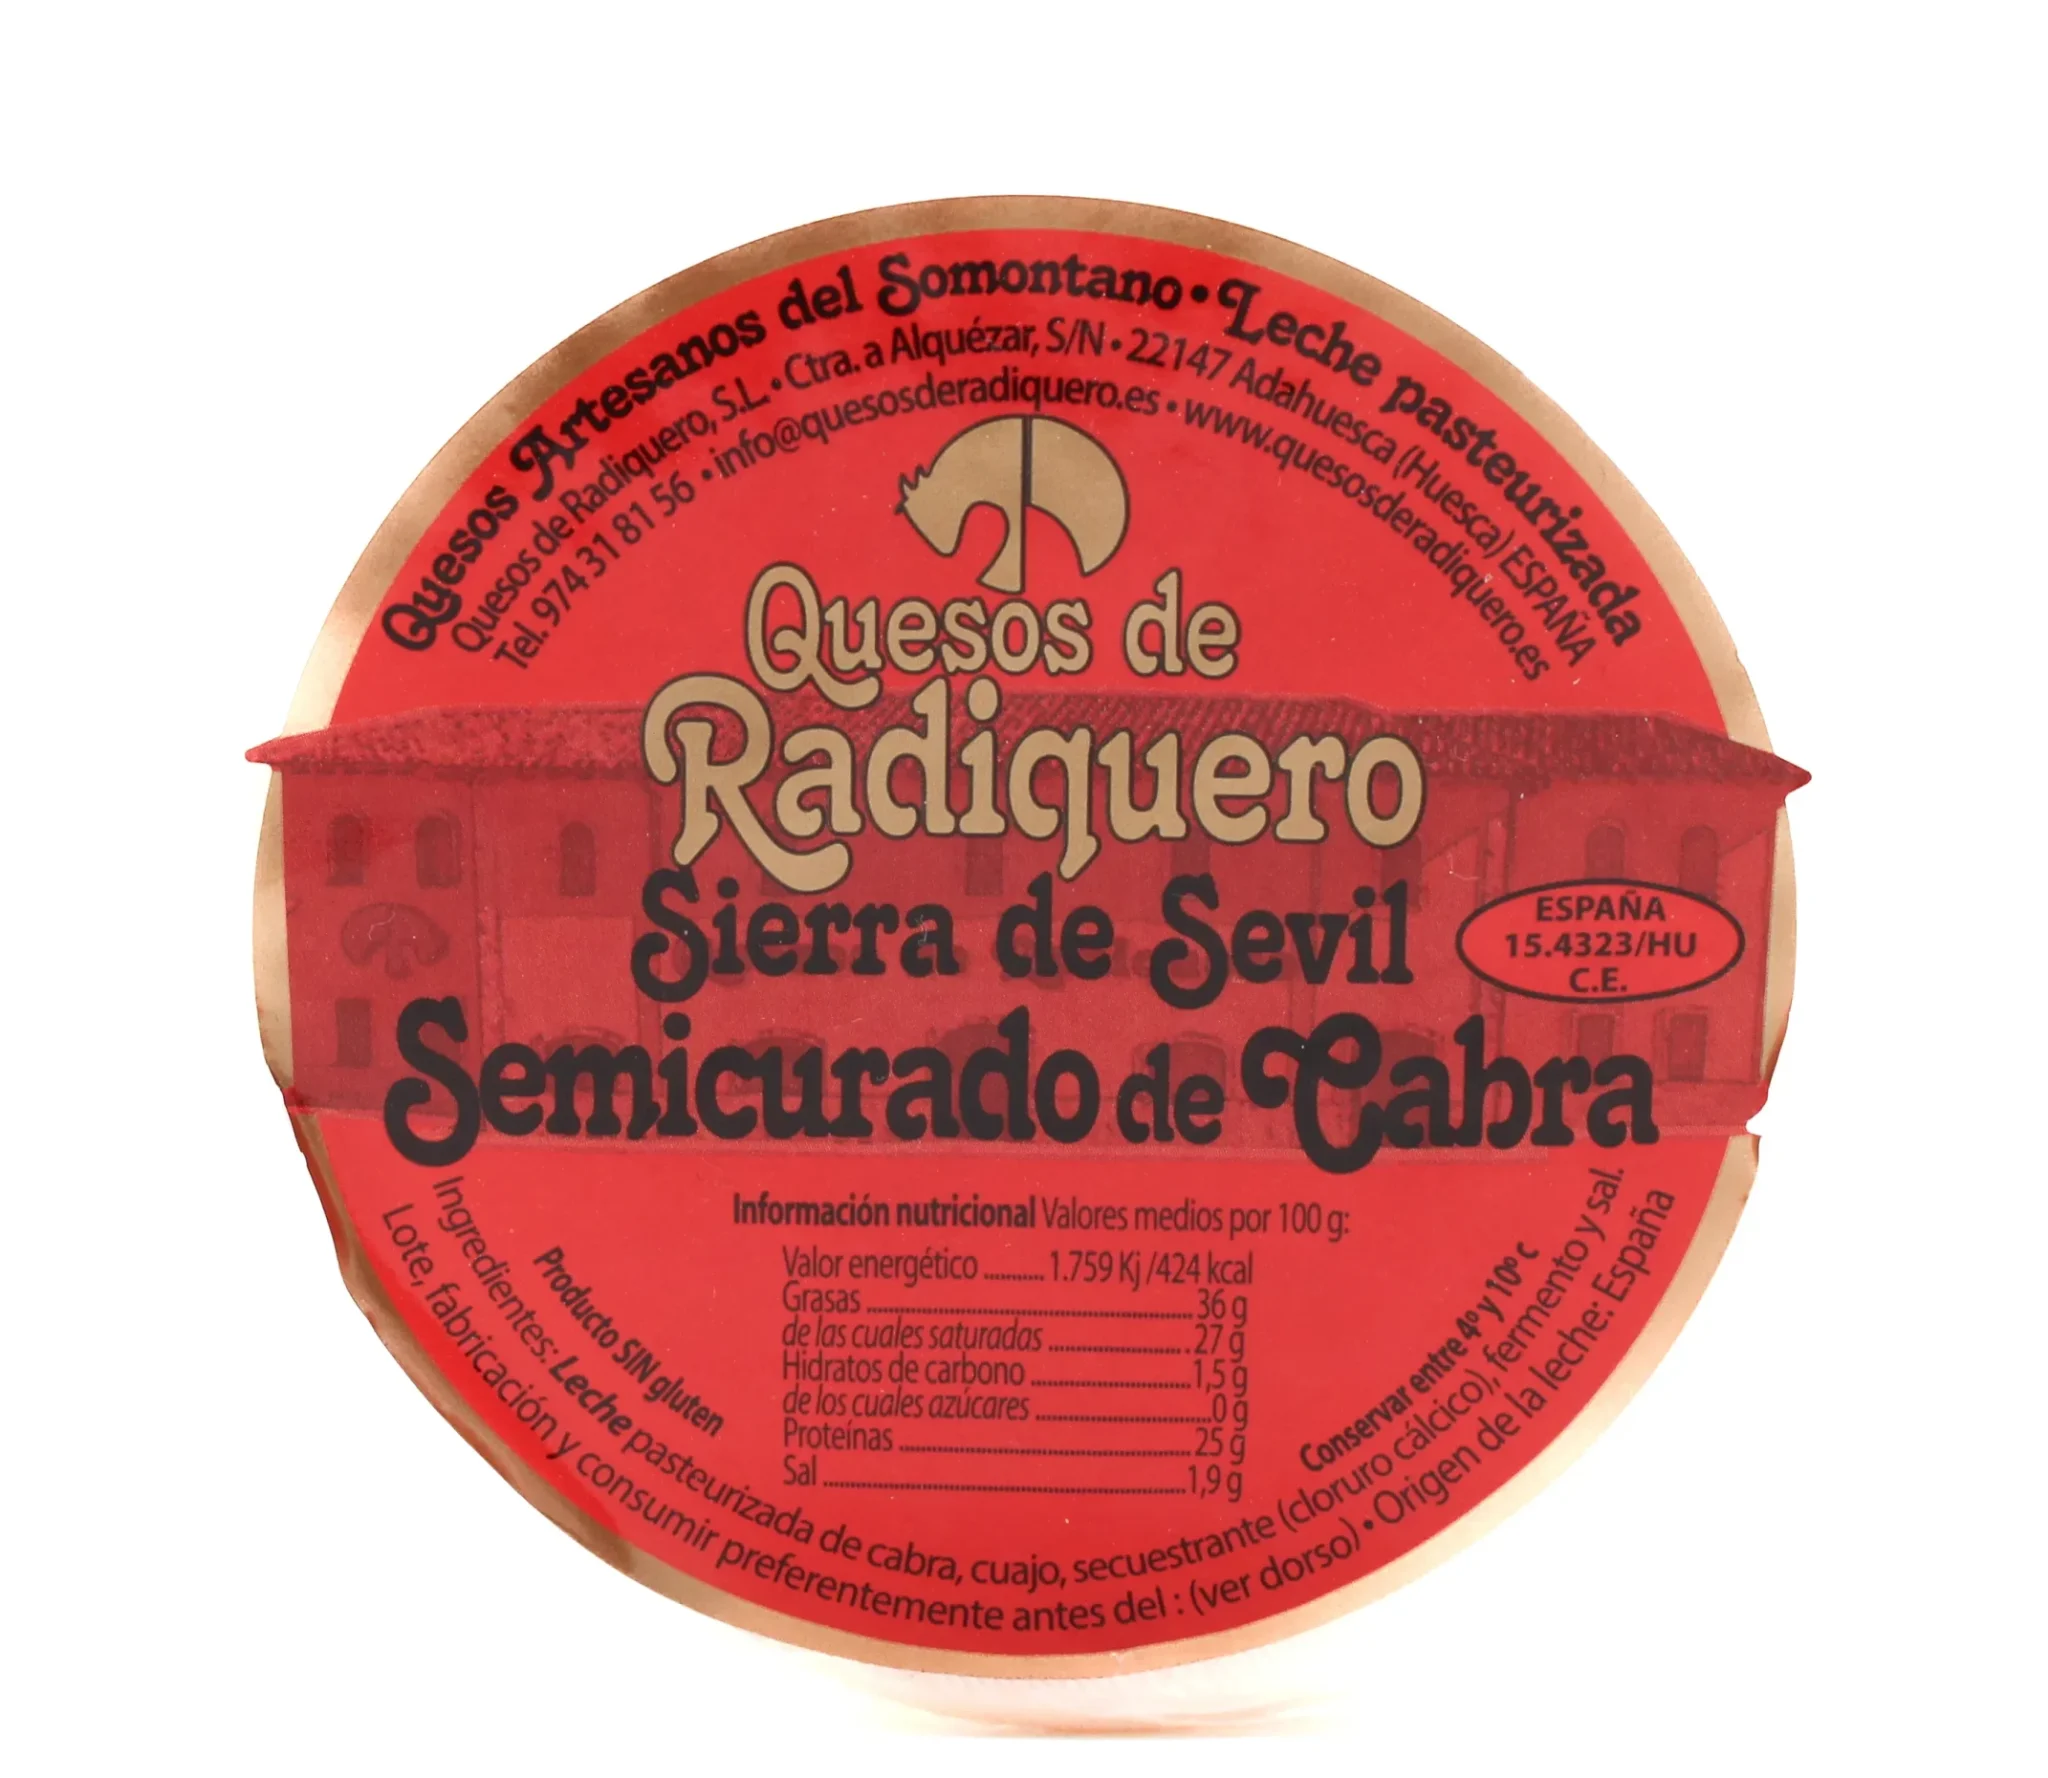 Quesos Artesanos del Somontano • Leche pasteurizada
Quesos de Radiquero, S.L. • Ctra. a Alquézar, S/N • 22147 Adahuesca (Huesca) ESPAÑA
Tel. 974 31 81 56 • info@quesosderadiquero.es • www.quesosderadiquero.es
Quesos de
Radiquero
Sierra de Sevil
ESPAÑA
15.4323/HU
C.E.
Semicurado de Cabra
Información nutricional Valores medios por 100 g:
Valor energético .......... 1.759 Kj /424 kcal
Grasas .......... 36 g
de las cuales saturadas .......... 27 g
Hidratos de carbono .......... 1,5 g
de los cuales azúcares .......... 0 g
Proteínas .......... 25 g
Sal .......... 1,9 g
Producto SIN gluten
Conservar entre 4º y 10º C
Ingredientes: Leche pasteurizada de cabra, cuajo, secuestrante (cloruro cálcico), fermento y sal.
Lote, fabricación y consumir preferentemente antes del : (ver dorso) • Origen de la leche: España